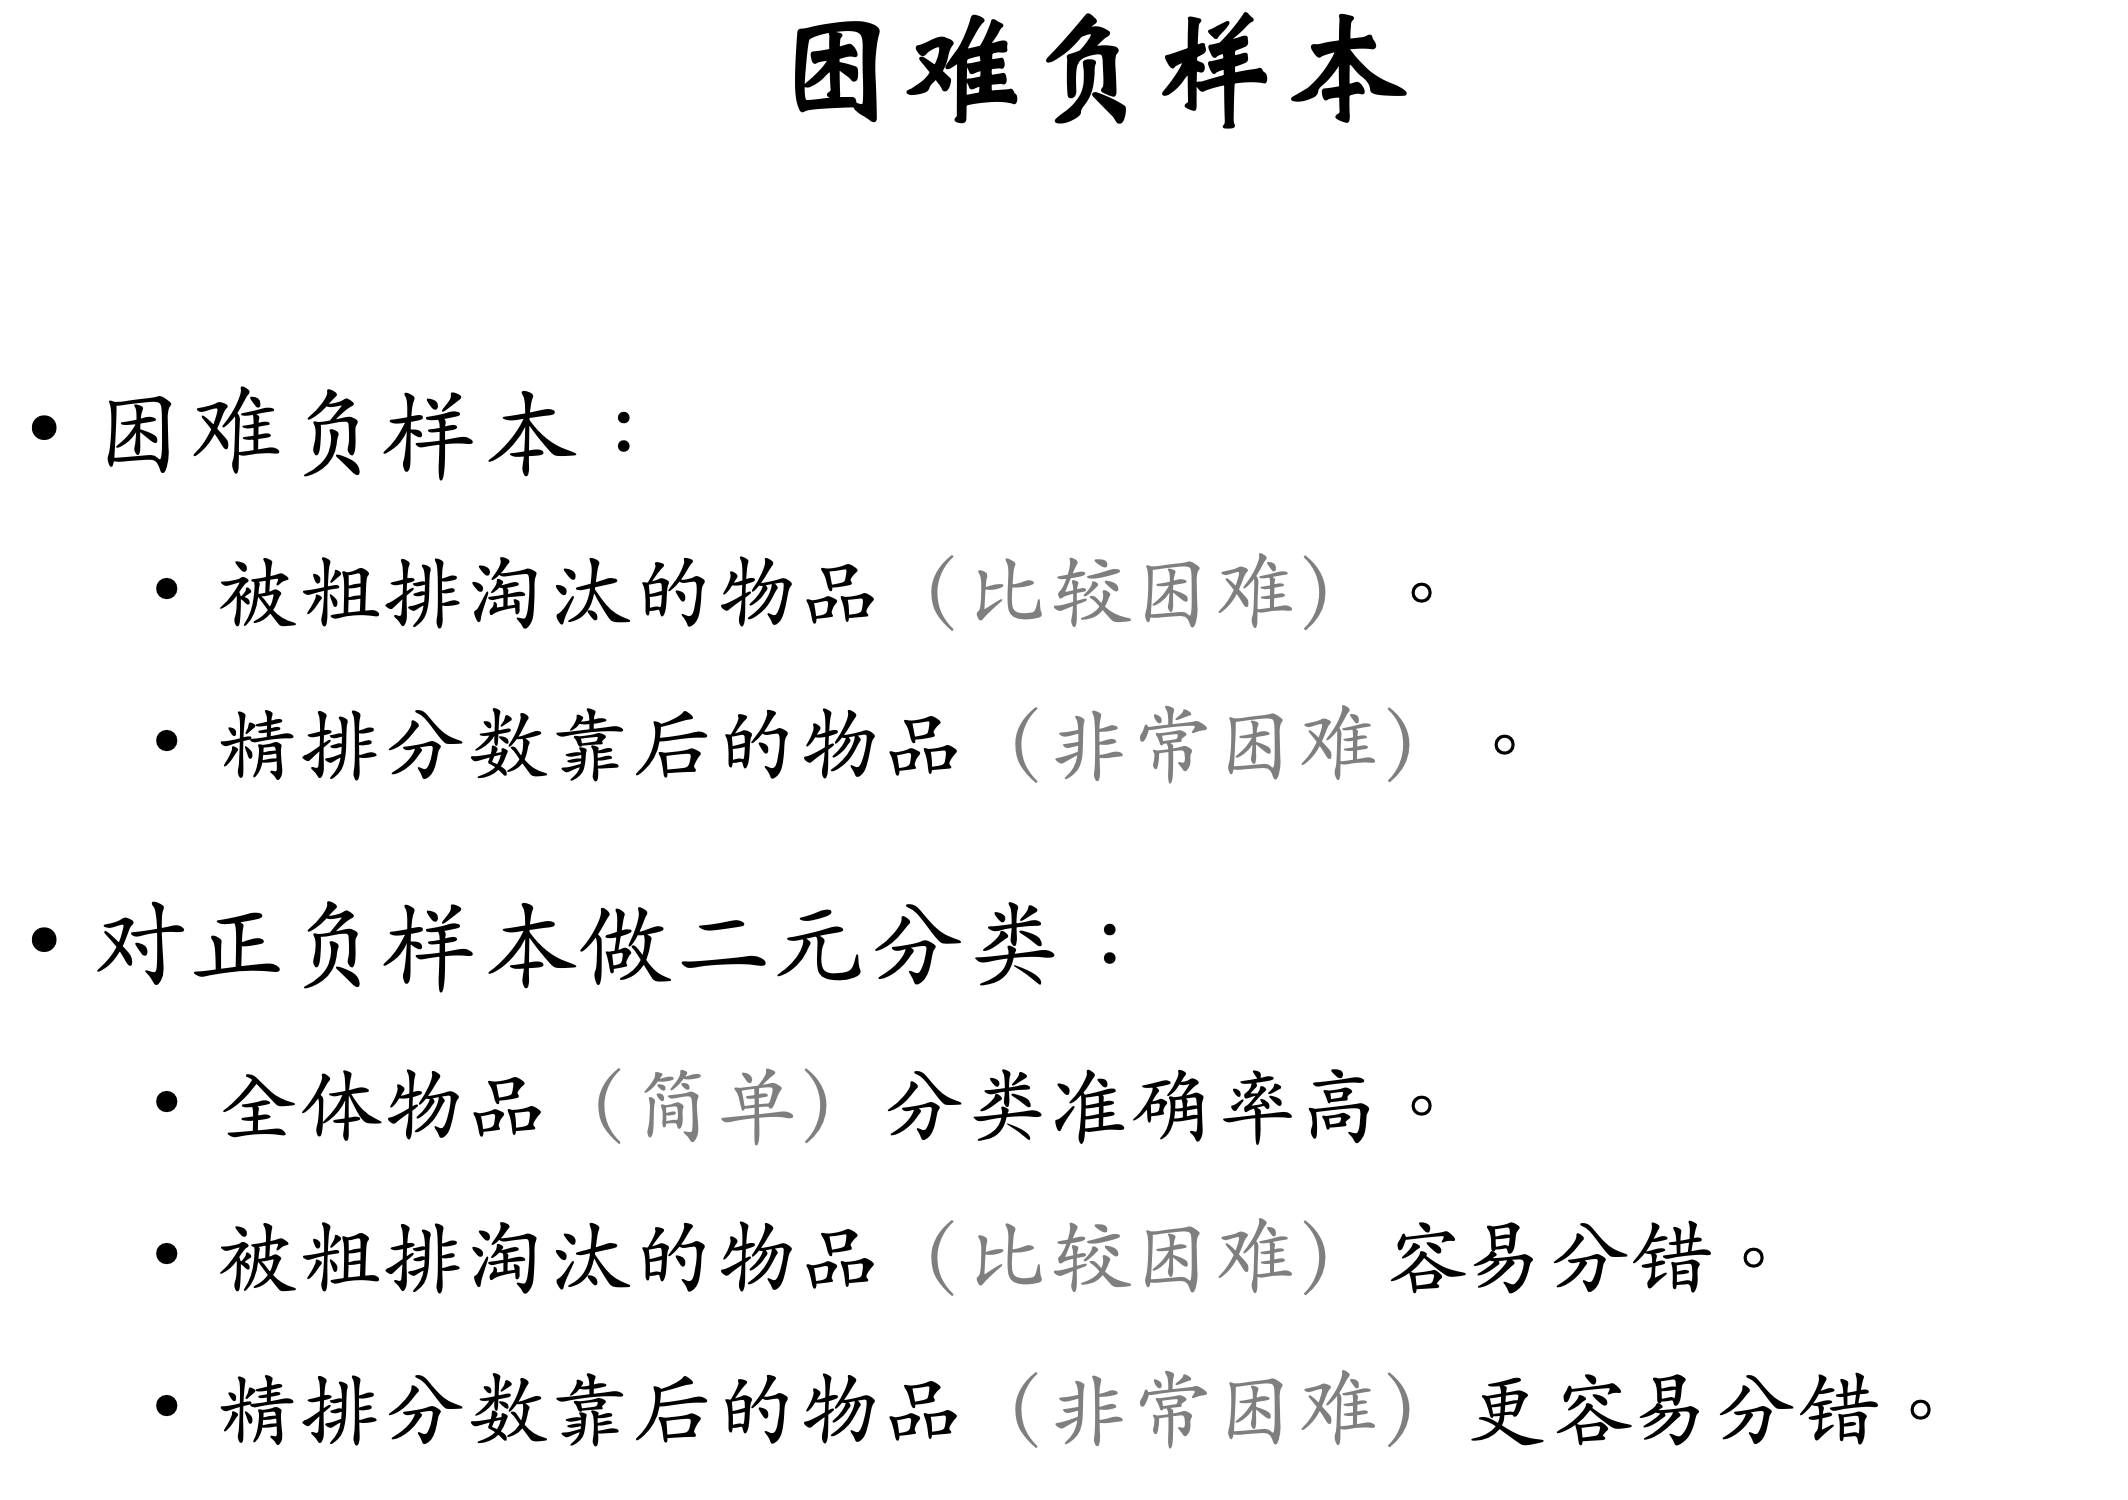 困难负样本
• 困难负样本：
• 被粗排淘汰的物品（比较困难）。
• 精排分数靠后的物品（非常困难）。
• 对正负样本做二元分类：
• 全体物品（简单）分类准确率高。
• 被粗排淘汰的物品（比较困难）容易分错。
• 精排分数靠后的物品（非常困难）更容易分错。